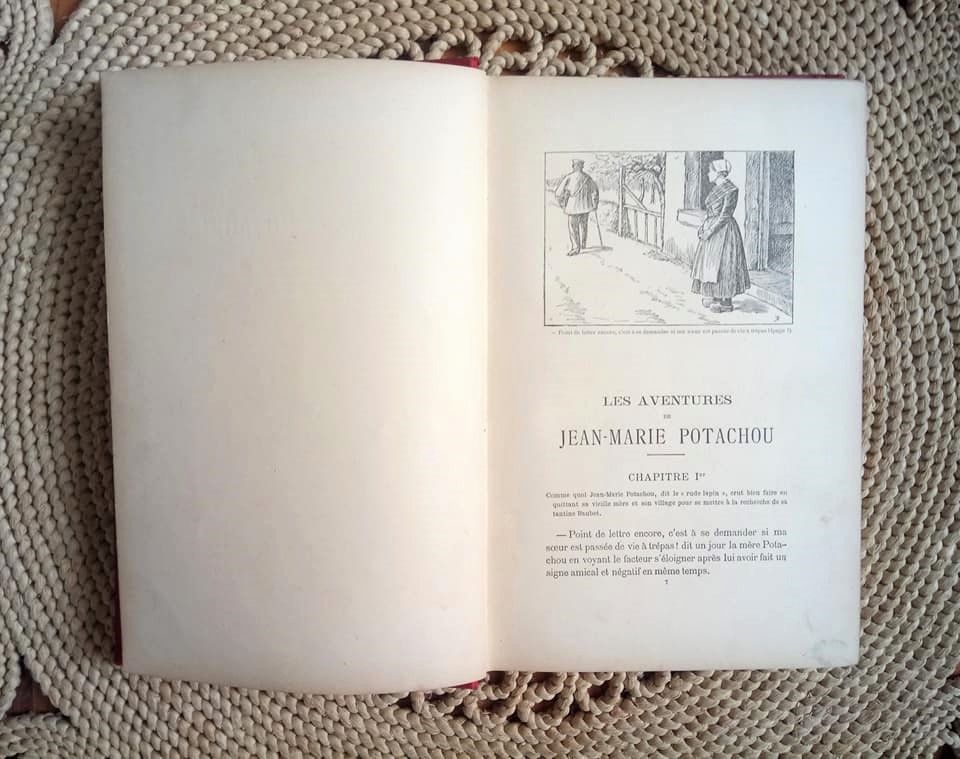 — Point de lettre encore, c'est à se demander si ma sœur est passée de vie à trépas! (page 1).
LES AVENTURES
DE
JEAN-MARIE POTACHOU
CHAPITRE Ier
Comme quoi Jean-Marie Potachou, dit le « rude lapin », crut bien faire en
quittant sa vieille mère et son village pour se mettre à la recherche de sa
tantine Baubet.
— Point de lettre encore, c'est à se demander si ma
sœur est passée de vie à trépas! dit un jour la mère Pota-
chou en voyant le facteur s'éloigner après lui avoir fait un
signe amical et négatif en même temps.